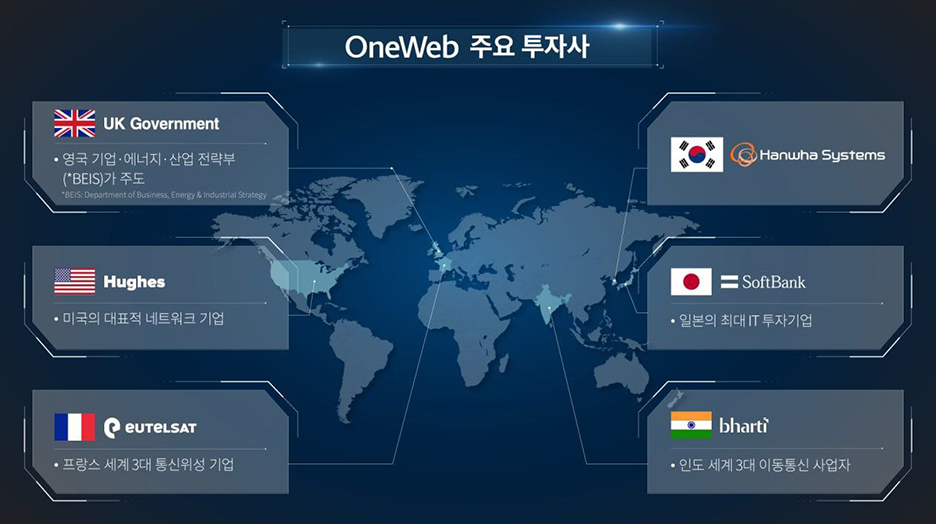 OneWeb 주요 투자사
UK Government
• 영국 기업·에너지·산업 전략부
(*BEIS)가 주도
*BEIS: Department of Business, Energy & Industrial Strategy
Hughes
• 미국의 대표적 네트워크 기업
eutelsat
• 프랑스 세계 3대 통신위성 기업
Hanwha Systems
SoftBank
• 일본의 최대 IT 투자기업
bharti
• 인도 세계 3대 이동통신 사업자